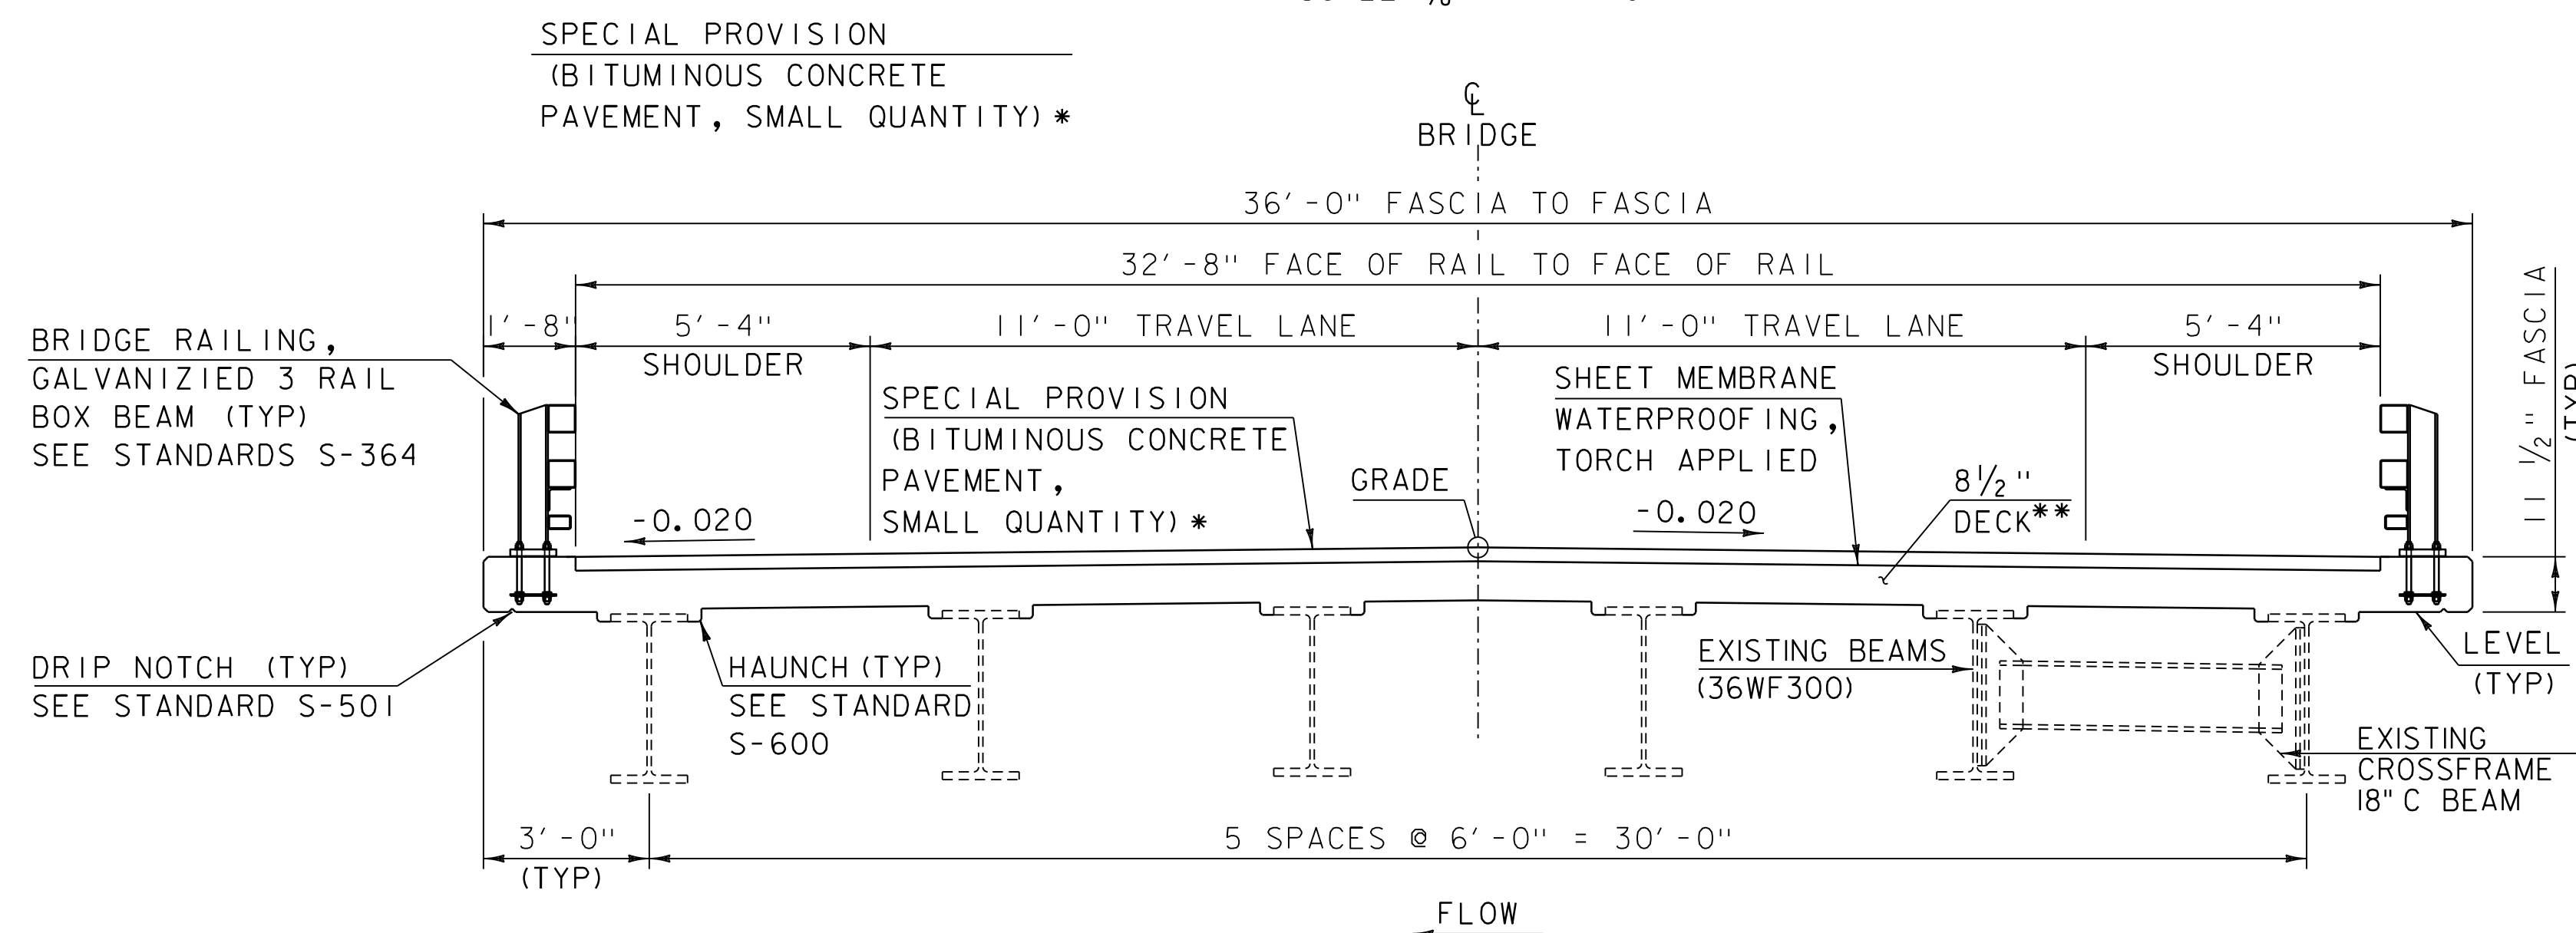 SPECIAL PROVISION
(BITUMINOUS CONCRETE
PAVEMENT, SMALL QUANTITY) *
℄
BRIDGE
36'-0" FASCIA TO FASCIA
32'-8" FACE OF RAIL TO FACE OF RAIL
1'-8"
5'-4"
SHOULDER
11'-0" TRAVEL LANE
11'-0" TRAVEL LANE
5'-4"
SHOULDER
11 1/2" FASCIA
(TYP)
BRIDGE RAILING,
GALVANIZIED 3 RAIL
BOX BEAM (TYP)
SEE STANDARDS S-364
SPECIAL PROVISION
(BITUMINOUS CONCRETE
PAVEMENT,
SMALL QUANTITY) *
SHEET MEMBRANE
WATERPROOFING,
TORCH APPLIED
GRADE
-0.020
-0.020
8 1/2"
DECK**
DRIP NOTCH (TYP)
SEE STANDARD S-501
HAUNCH (TYP)
SEE STANDARD
S-600
EXISTING BEAMS
(36WF300)
LEVEL
(TYP)
EXISTING
CROSSFRAME
18" C BEAM
3'-0"
(TYP)
5 SPACES @ 6'-0" = 30'-0"
FLOW